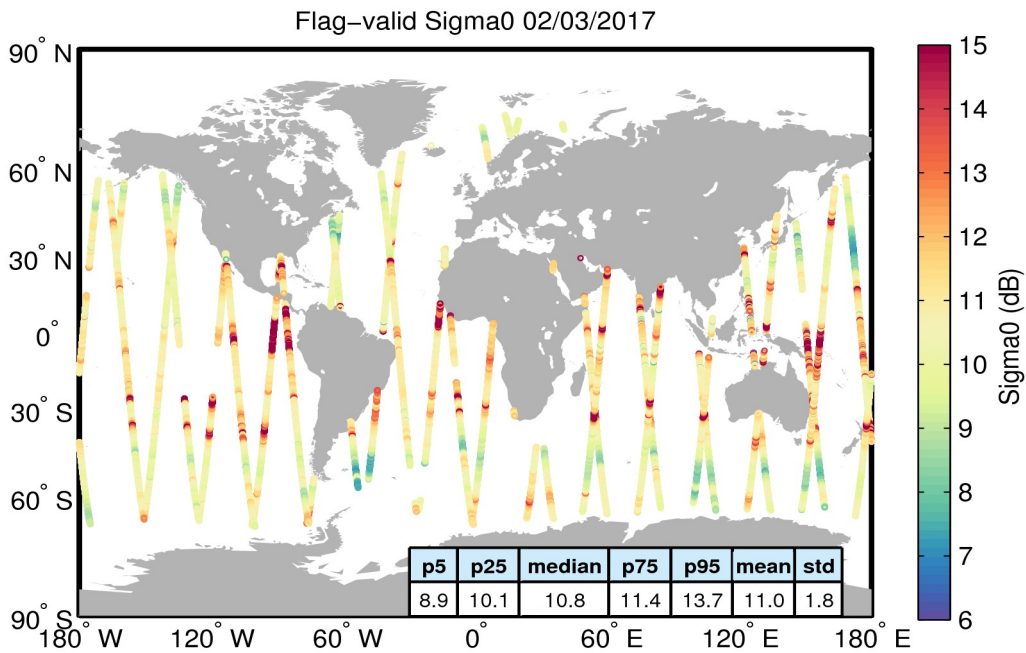 Flag−valid Sigma0 02/03/2017
90° N
60° N
30° N
0°
30° S
60° S
90° S
180° W
120° W
60° W
0°
60° E
120° E
180° E
p5 p25 median p75 p95 mean std
8.9 10.1 10.8 11.4 13.7 11.0 1.8
15
14
13
12
11
10
9
8
7
6
Sigma0 (dB)